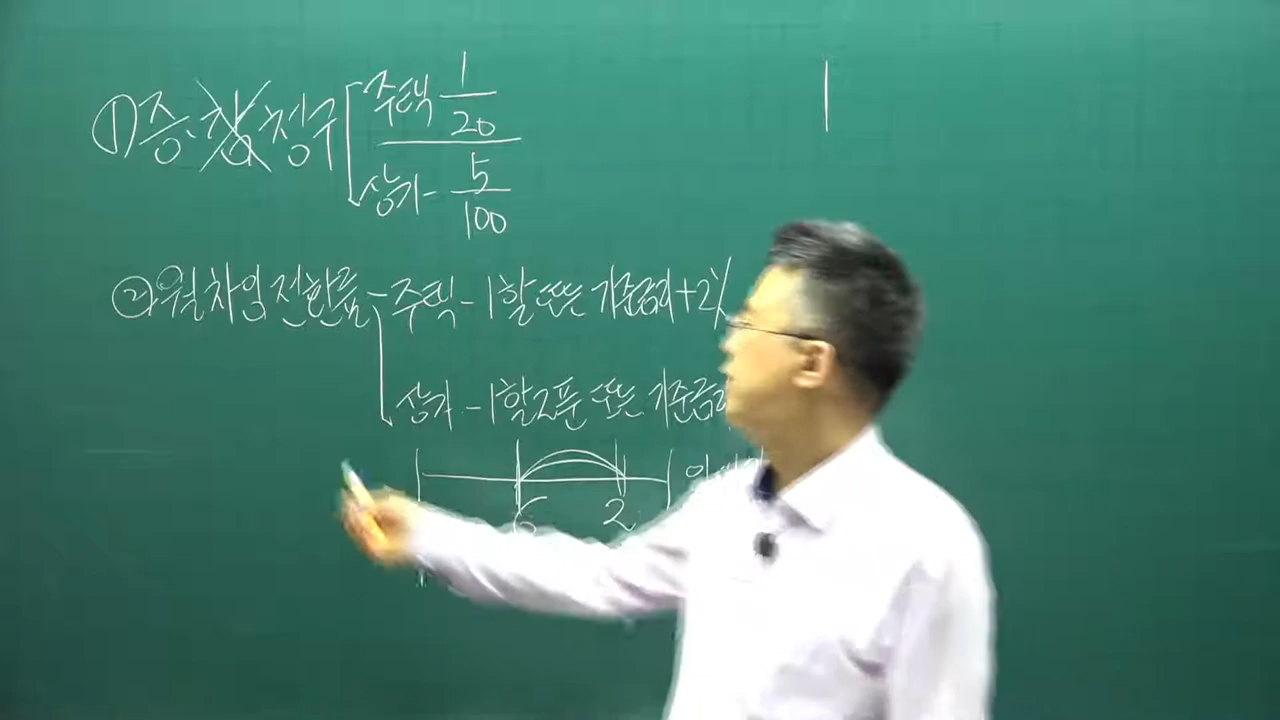 ① 증·감 청구 주택 1/20
상가 - 5/100
② 월차임 전환율 - 주택 - 1할 또는 기준금리 + 2%
상가 - 1할2푼 또는 기준금리
6 2